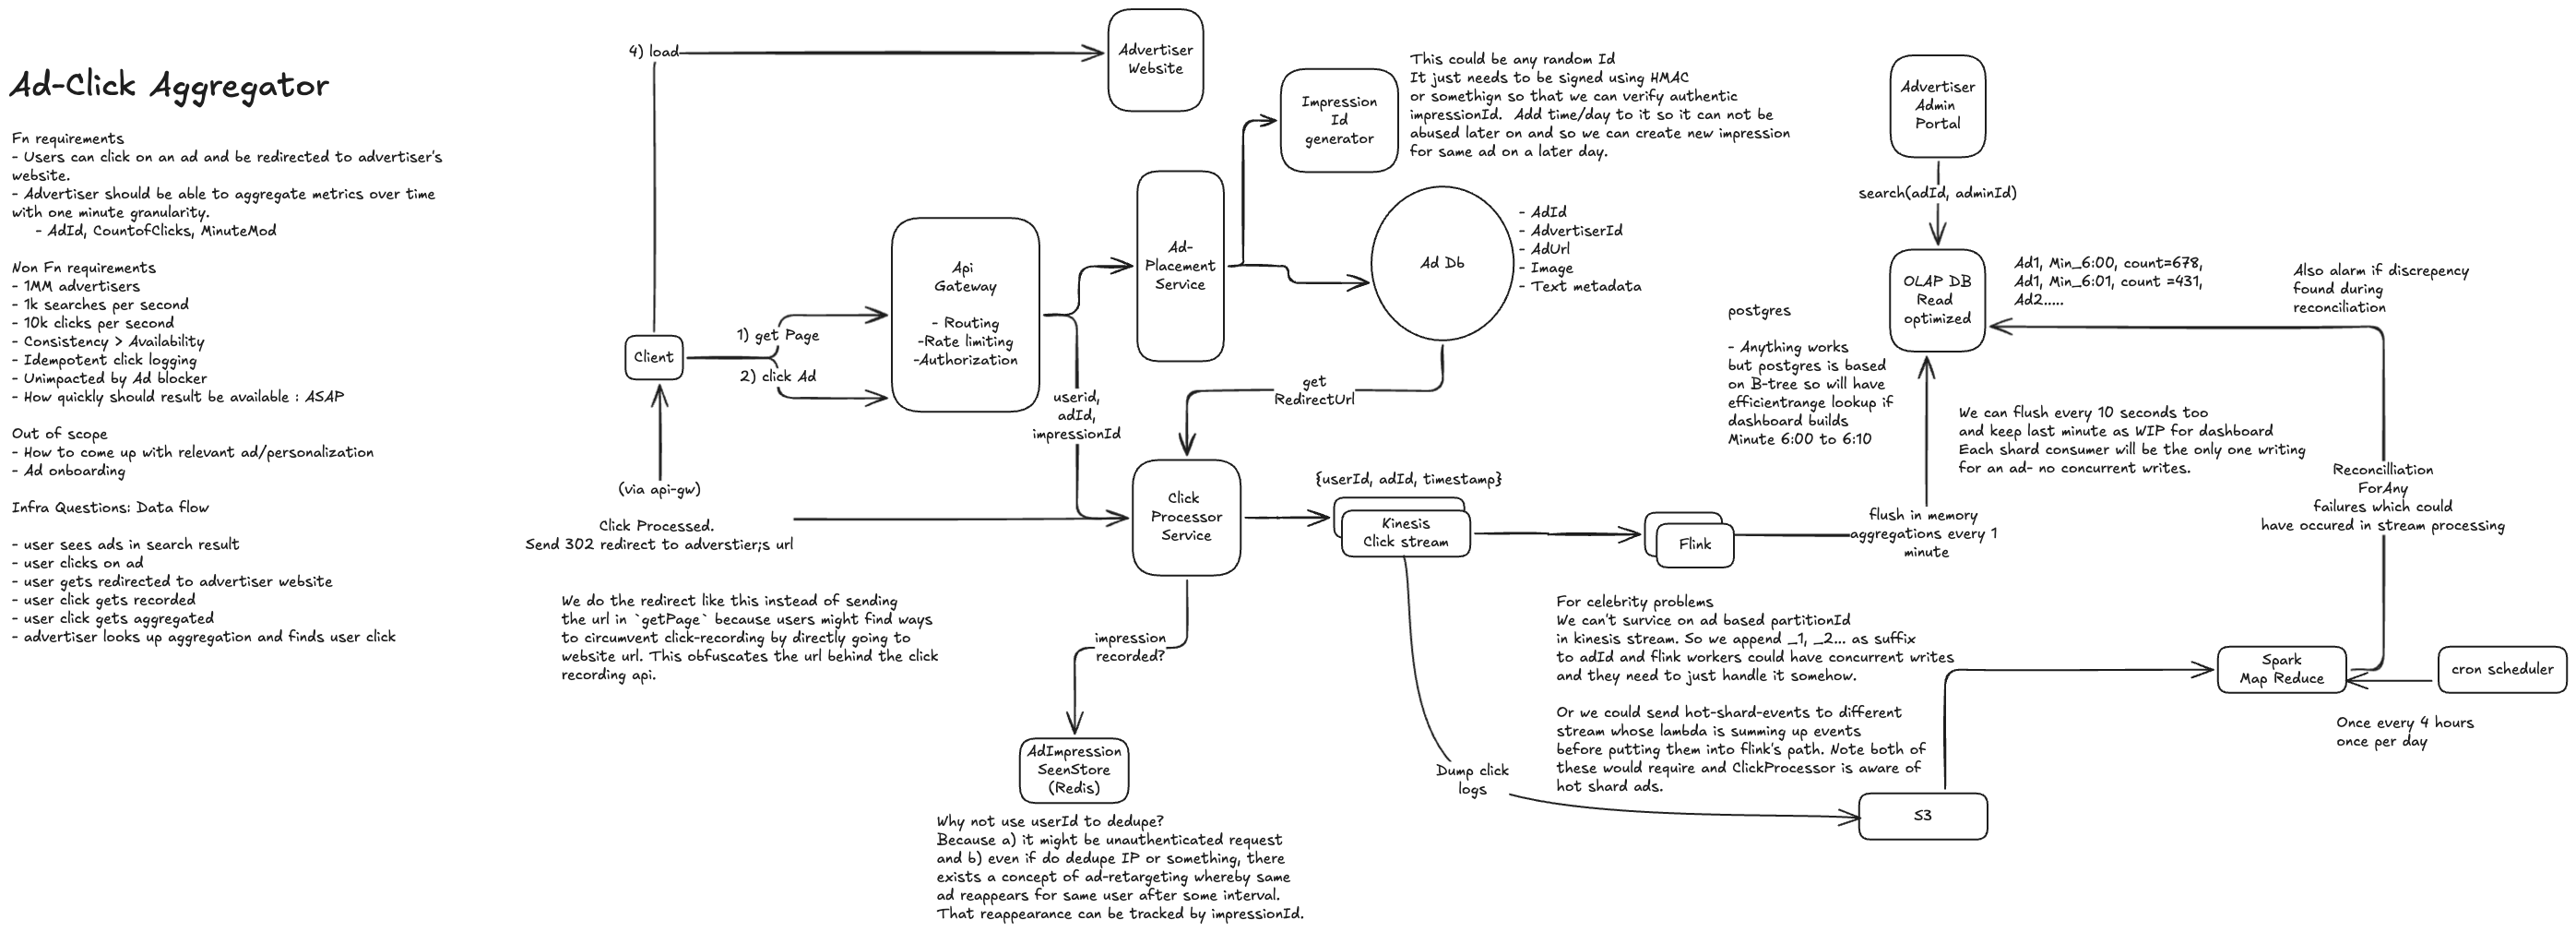 Ad-Click Aggregator
Fn requirements
- Users can click on an ad and be redirected to advertiser's
website.
- Advertiser should be able to aggregate metrics over time
with one minute granularity.
- AdId, CountofClicks, MinuteMod
Non Fn requirements
- 1MM advertisers
- 1k searches per second
- 10k clicks per second
- Consistency > Availability
- Idempotent click logging
- Unimpacted by Ad blocker
- How quickly should result be available : ASAP
Out of scope
- How to come up with relevant ad/personalization
- Ad onboarding
Infra Questions: Data flow
- user sees ads in search result
- user clicks on ad
- user gets redirected to advertiser website
- user click gets recorded
- user click gets aggregated
- advertiser looks up aggregation and finds user click
4) load
Advertiser
Website
Client
1) get Page
2) click Ad
(via api-gw)
Click Processed.
Send 302 redirect to adverstier;s url
We do the redirect like this instead of sending
the url in `getPage` because users might find ways
to circumvent click-recording by directly going to
website url. This obfuscates the url behind the click
recording api.
Api
Gateway
- Routing
-Rate limiting
-Authorization
userid,
adId,
impressionId
Ad-
Placement
Service
Impression
Id
generator
This could be any random Id
It just needs to be signed using HMAC
or somethign so that we can verify authentic
impressionId. Add time/day to it so it can not be
abused later on and so we can create new impression
for same ad on a later day.
Ad Db
- AdId
- AdvertiserId
- AdUrl
- Image
- Text metadata
get
RedirectUrl
Click
Processor
Service
impression
recorded?
AdImpression
SeenStore
(Redis)
Why not use userId to dedupe?
Because a) it might be unauthenticated request
and b) even if do dedupe IP or something, there
exists a concept of ad-retargeting whereby same
ad reappears for same user after some interval.
That reappearance can be tracked by impressionId.
{userId, adId, timestamp}
Kinesis
Click stream
Dump click
logs
Flink
flush in memory
aggregations every 1
minute
For celebrity problems
We can't survice on ad based partitionId
in kinesis stream. So we append _1, _2... as suffix
to adId and flink workers could have concurrent writes
and they need to just handle it somehow.
Or we could send hot-shard-events to different
stream whose lambda is summing up events
before putting them into flink's path. Note both of
these would require and ClickProcessor is aware of
hot shard ads.
S3
Advertiser
Admin
Portal
search(adId, adminId)
OLAP DB
Read
optimized
Ad1, Min_6:00, count=678,
Ad1, Min_6:01, count =431,
Ad2.....
postgres
- Anything works
but postgres is based
on B-tree so will have
efficientrange lookup if
dashboard builds
Minute 6:00 to 6:10
We can flush every 10 seconds too
and keep last minute as WIP for dashboard
Each shard consumer will be the only one writing
for an ad- no concurrent writes.
Also alarm if discrepency
found during
reconciliation
Reconcilliation
ForAny
failures which could
have occured in stream processing
Spark
Map Reduce
cron scheduler
Once every 4 hours
once per day